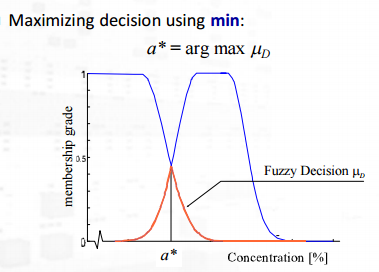 Maximizing decision using min:
a* = arg max μD
1
membership grade
0.5
Fuzzy Decision μD
0
a*
Concentration [%]